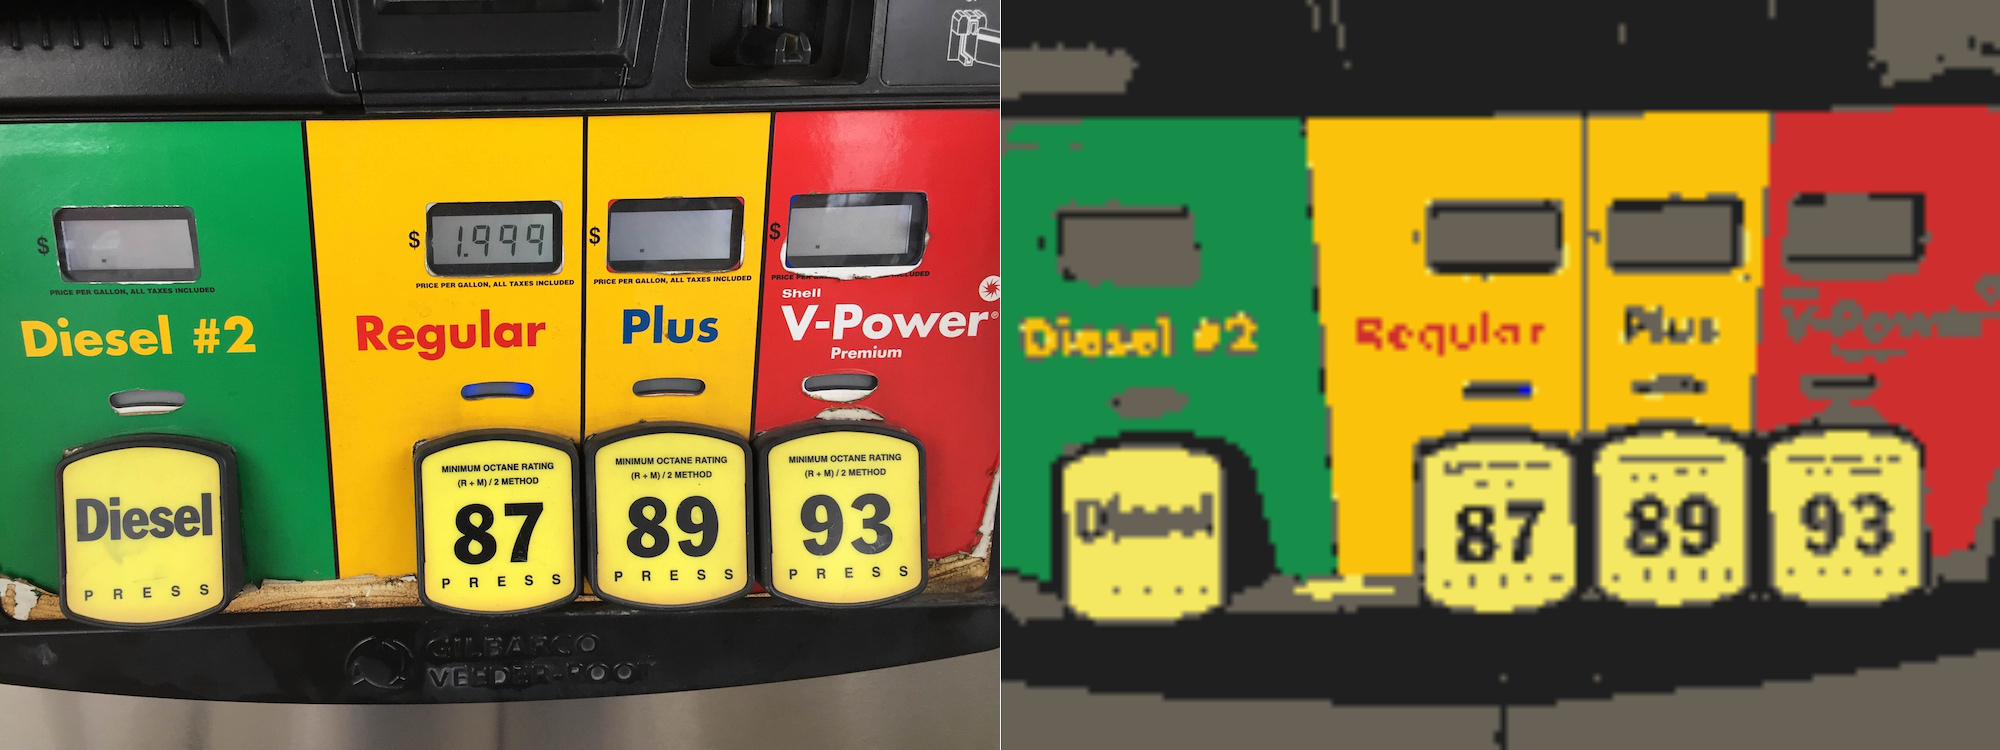 $
$ 1.999
$
$
PRICE PER GALLON, ALL TAXES INCLUDED
PRICE PER GALLON, ALL TAXES INCLUDED
PRICE PER GALLON, ALL TAXES INCLUDED
Diesel #2
Regular
Plus
Shell
V-Power®
Premium
Diesel
PRESS
MINIMUM OCTANE RATING
(R + M) / 2 METHOD
87
PRESS
MINIMUM OCTANE RATING
(R + M) / 2 METHOD
89
PRESS
MINIMUM OCTANE RATING
(R + M) / 2 METHOD
93
PRESS
GILBARCO
VEEDER-ROOT
Diesel #2
Regular
Plus
V-Power
87
89
93